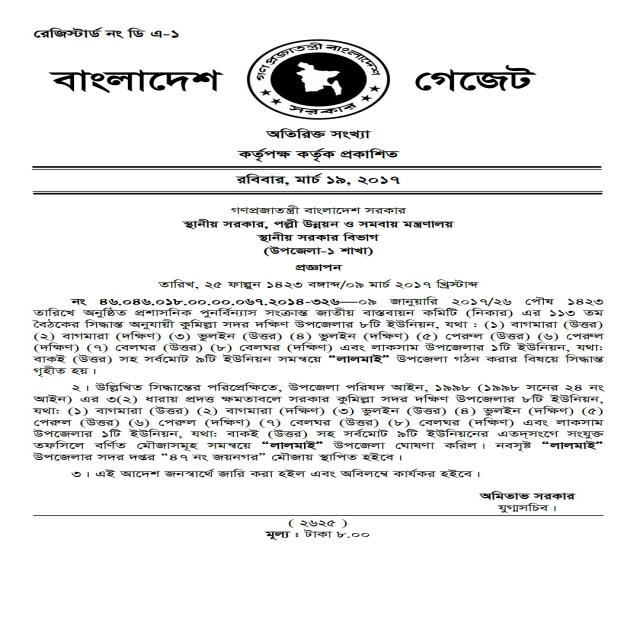 রেজিস্টার্ড নং ডি এ-১
বাংলাদেশ
গণপ্রজাতন্ত্রী বাংলাদেশ
সরকার
গেজেট
অতিরিক্ত সংখ্যা
কর্তৃপক্ষ কর্তৃক প্রকাশিত
রবিবার, মার্চ ১৯, ২০১৭
গণপ্রজাতন্ত্রী বাংলাদেশ সরকার
স্থানীয় সরকার, পল্লী উন্নয়ন ও সমবায় মন্ত্রণালয়
স্থানীয় সরকার বিভাগ
(উপজেলা-১ শাখা)
প্রজ্ঞাপন
তারিখ, ২৫ ফাল্গুন ১৪২৩ বঙ্গাব্দ/০৯ মার্চ ২০১৭ খ্রিস্টাব্দ
নং ৪৬.০৪৬.০১৮.০০.০০.০৬৭.২০১৪-৩২৬—০৯ জানুয়ারি ২০১৭/২৬ পৌষ ১৪২৩
তারিখে অনুষ্ঠিত প্রশাসনিক পুনর্বিন্যাস সংক্রান্ত জাতীয় বাস্তবায়ন কমিটি (নিকার) এর ১১৩ তম
বৈঠকের সিদ্ধান্ত অনুযায়ী কুমিল্লা সদর দক্ষিণ উপজেলার ৮টি ইউনিয়ন, যথা : (১) বাগমারা (উত্তর)
(২) বাগমারা (দক্ষিণ) (৩) ভুলইন (উত্তর) (৪) ভুলইন (দক্ষিণ) (৫) পেরুল (উত্তর) (৬) পেরুল
(দক্ষিণ) (৭) বেলঘর (উত্তর) (৮) বেলঘর (দক্ষিণ) এবং লাকসাম উপজেলার ১টি ইউনিয়ন, যথা:
বাকই (উত্তর) সহ সর্বমোট ৯টি ইউনিয়ন সমন্বয়ে “লালমাই” উপজেলা গঠন করার বিষয়ে সিদ্ধান্ত
গৃহীত হয়।
২। উল্লিখিত সিদ্ধান্তের পরিপ্রেক্ষিতে, উপজেলা পরিষদ আইন, ১৯৯৮ (১৯৯৮ সনের ২৪ নং
আইন) এর ৩(২) ধারায় প্রদত্ত ক্ষমতাবলে সরকার কুমিল্লা সদর দক্ষিণ উপজেলার ৮টি ইউনিয়ন,
যথা: (১) বাগমারা (উত্তর) (২) বাগমারা (দক্ষিণ) (৩) ভুলইন (উত্তর) (৪) ভুলইন (দক্ষিণ) (৫)
পেরুল (উত্তর) (৬) পেরুল (দক্ষিণ) (৭) বেলঘর (উত্তর) (৮) বেলঘর (দক্ষিণ) এবং লাকসাম
উপজেলার ১টি ইউনিয়ন, যথা: বাকই (উত্তর) সহ সর্বমোট ৯টি ইউনিয়নের এতদ্‌সংগে সংযুক্ত
তফসিলে বর্ণিত মৌজাসমূহ সমন্বয়ে “লালমাই” উপজেলা ঘোষণা করিল। নবসৃষ্ট “লালমাই”
উপজেলার সদর দপ্তর “৪৭ নং জয়নগর” মৌজায় স্থাপিত হইবে।
৩। এই আদেশ জনস্বার্থে জারি করা হইল এবং অবিলম্বে কার্যকর হইবে।
অমিতাভ সরকার
যুগ্মসচিব।
( ২৬২৫ )
মূল্য : টাকা ৮.০০